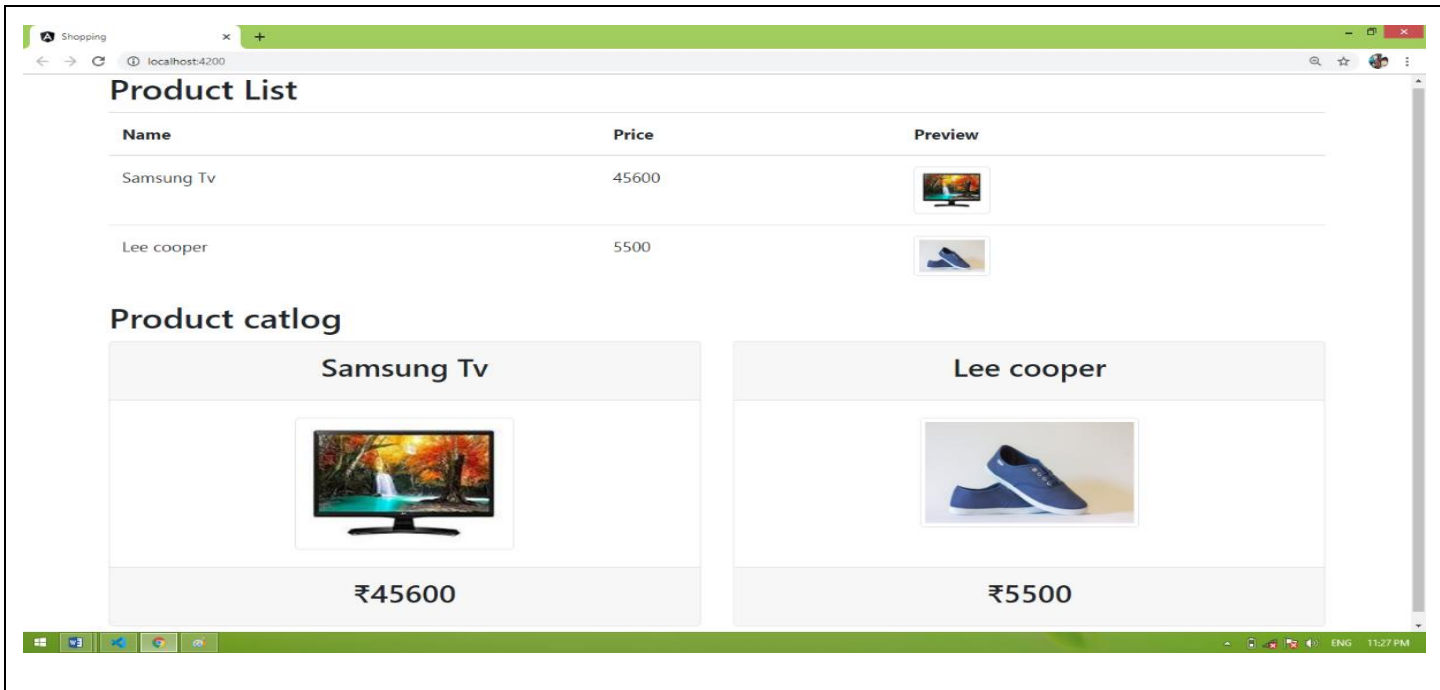 Shopping
localhost:4200
Product List
Name Price Preview
Samsung Tv 45600
Lee cooper 5500
Product catlog
Samsung Tv Lee cooper
₹45600 ₹5500
ENG 11:27 PM